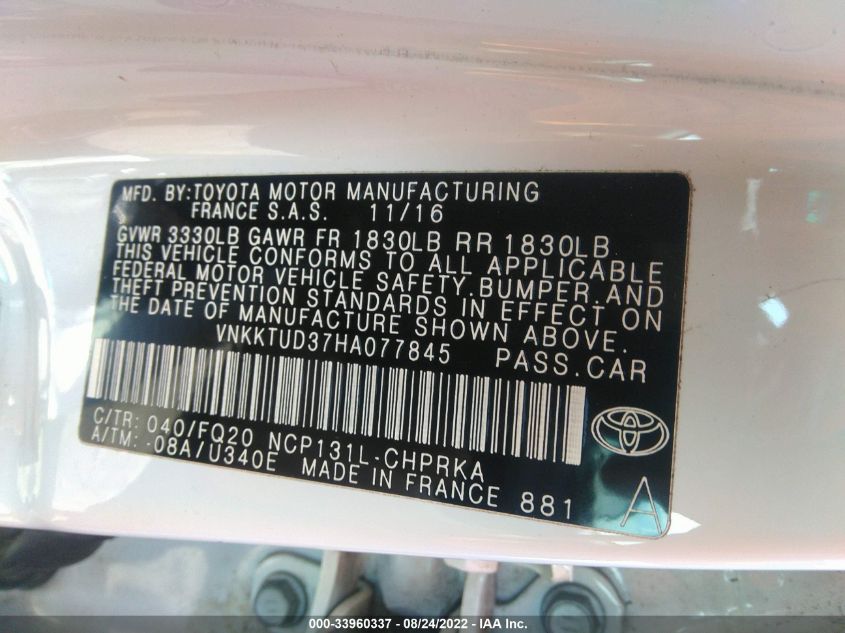 MFD. BY:TOYOTA MOTOR MANUFACTURING
FRANCE S.A.S. 11/16
GVWR 3330LB GAWR FR 1830LB RR 1830LB
THIS VEHICLE CONFORMS TO ALL APPLICABLE
FEDERAL MOTOR VEHICLE SAFETY,BUMPER,AND
THEFT PREVENTION STANDARDS IN EFFECT ON
THE DATE OF MANUFACTURE SHOWN ABOVE.
VNKKTUD37HA077845 PASS.CAR
C/TR: 040/FQ20 NCP131L-CHPRKA
A/TM: -08A/U340E MADE IN FRANCE 881
A
000-33960337 - 08/24/2022 - IAA Inc.